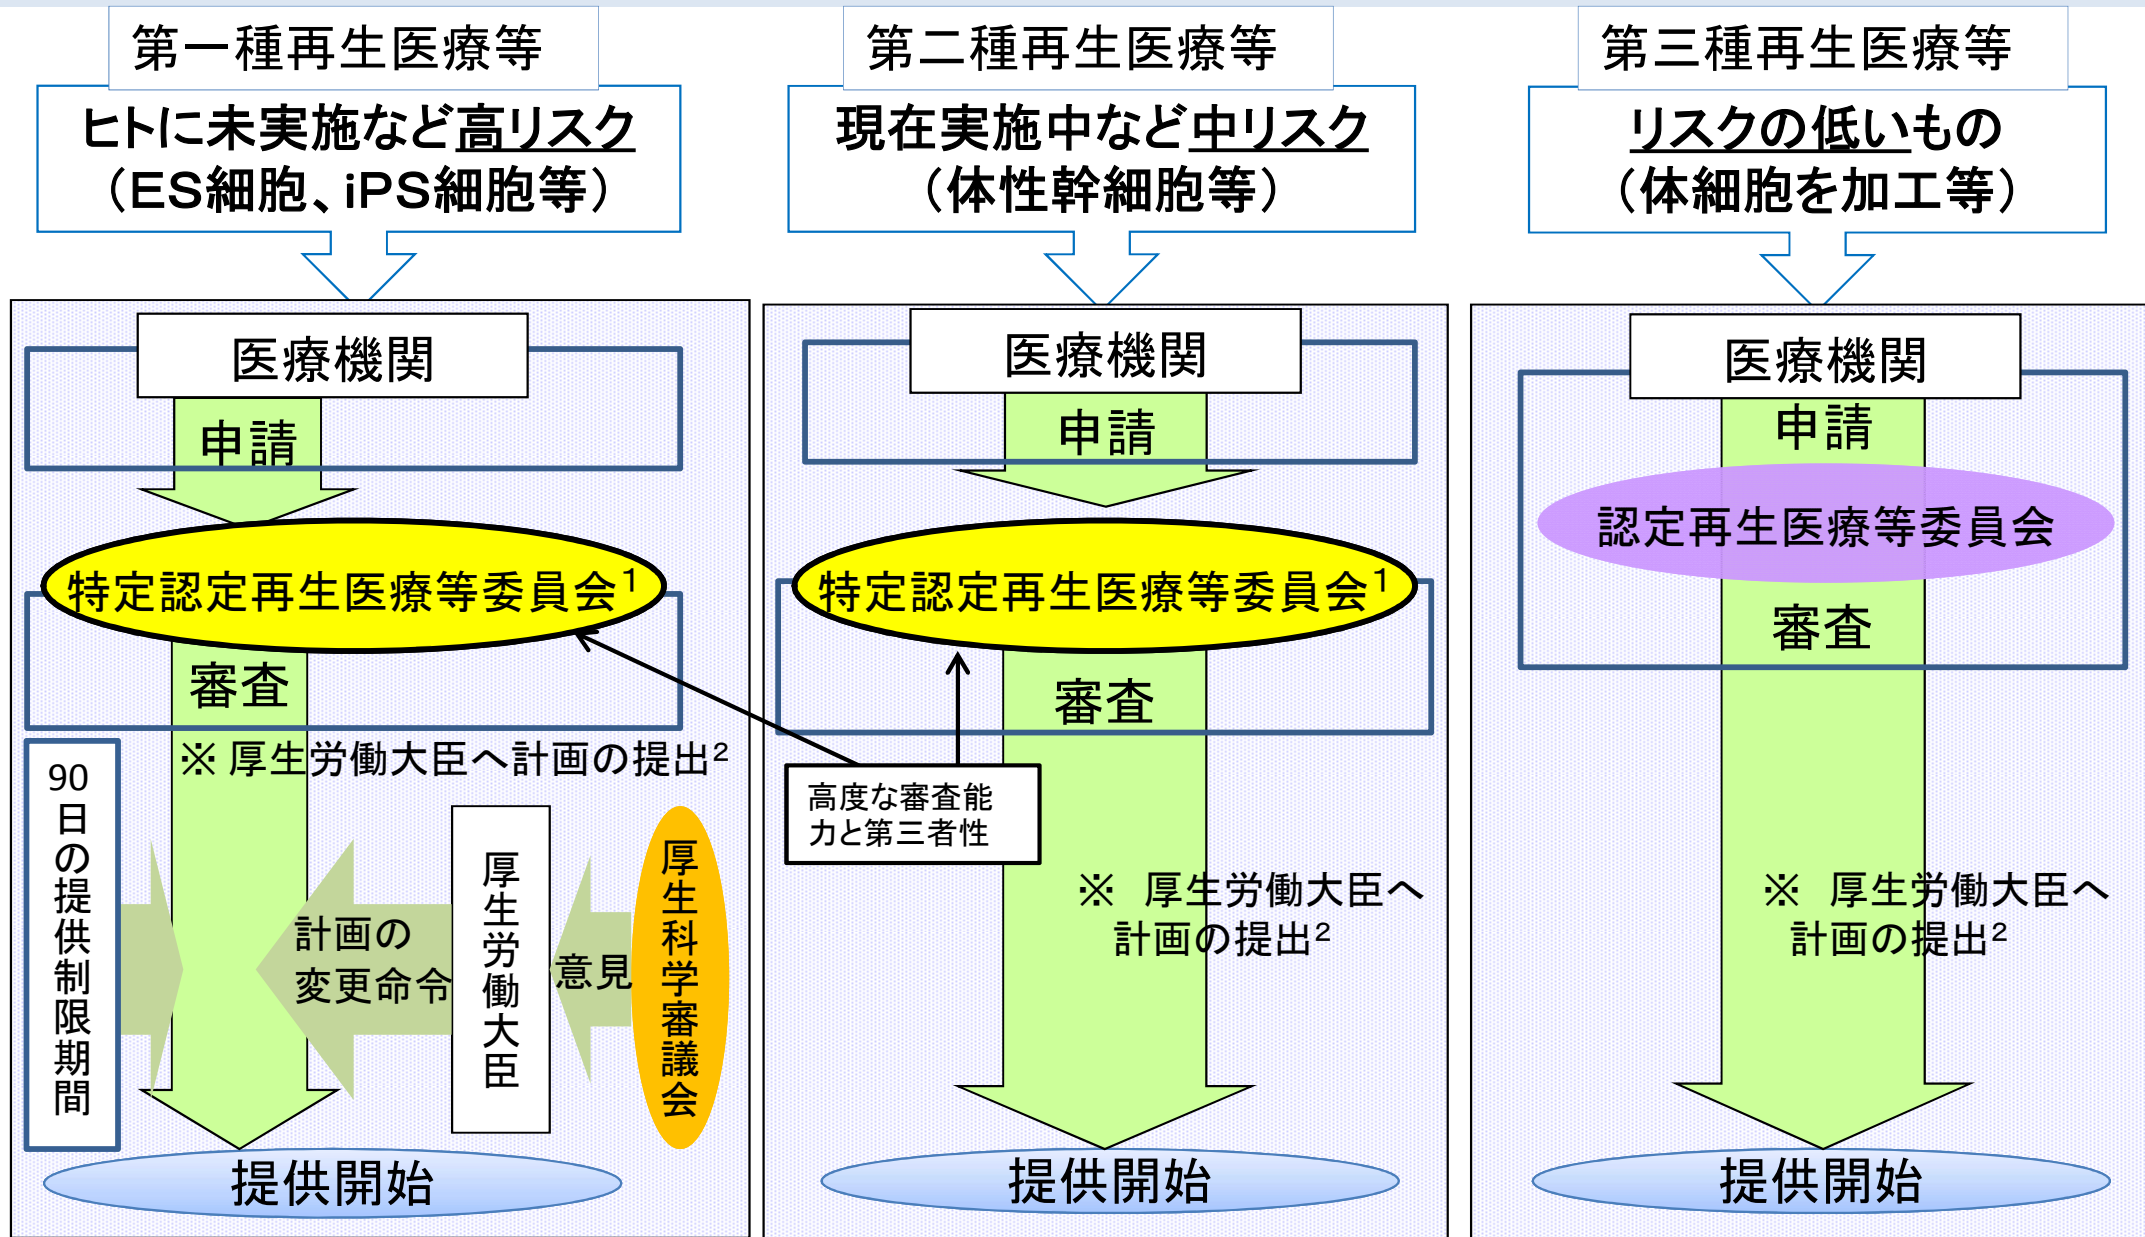 第一種再生医療等
ヒトに未実施など高リスク
（ES細胞、iPS細胞等）
医療機関
申請
特定認定再生医療等委員会1
審査
※ 厚生労働大臣へ計画の提出2
90日の提供制限期間
計画の
変更命令
厚生労働大臣
意見
厚生科学審議会
提供開始
第二種再生医療等
現在実施中など中リスク
（体性幹細胞等）
医療機関
申請
特定認定再生医療等委員会1
審査
高度な審査能
力と第三者性
※ 厚生労働大臣へ
計画の提出2
提供開始
第三種再生医療等
リスクの低いもの
（体細胞を加工等）
医療機関
申請
認定再生医療等委員会
審査
※ 厚生労働大臣へ
計画の提出2
提供開始